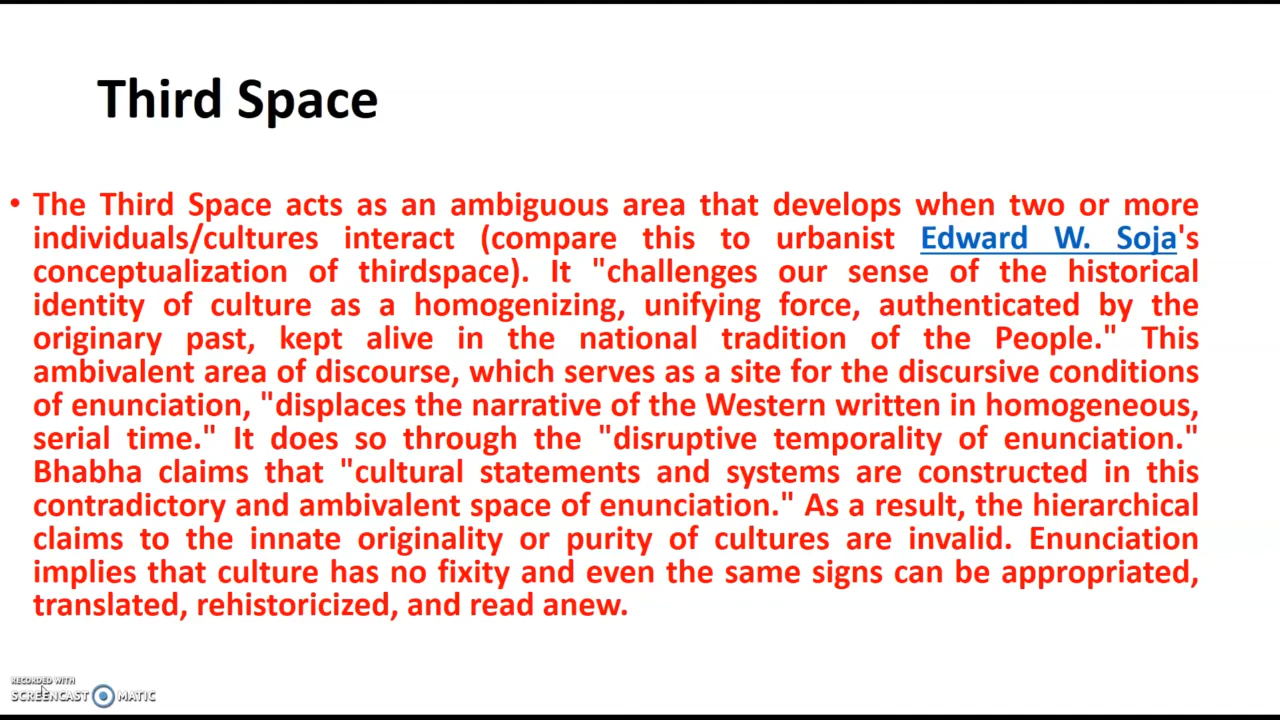 Third Space
• The Third Space acts as an ambiguous area that develops when two or more
individuals/cultures interact (compare this to urbanist Edward W. Soja's
conceptualization of thirdspace). It "challenges our sense of the historical
identity of culture as a homogenizing, unifying force, authenticated by the
originary past, kept alive in the national tradition of the People." This
ambivalent area of discourse, which serves as a site for the discursive conditions
of enunciation, "displaces the narrative of the Western written in homogeneous,
serial time." It does so through the "disruptive temporality of enunciation."
Bhabha claims that "cultural statements and systems are constructed in this
contradictory and ambivalent space of enunciation." As a result, the hierarchical
claims to the innate originality or purity of cultures are invalid. Enunciation
implies that culture has no fixity and even the same signs can be appropriated,
translated, rehistoricized, and read anew.
RECORDED WITH
SCREENCAST MATIC